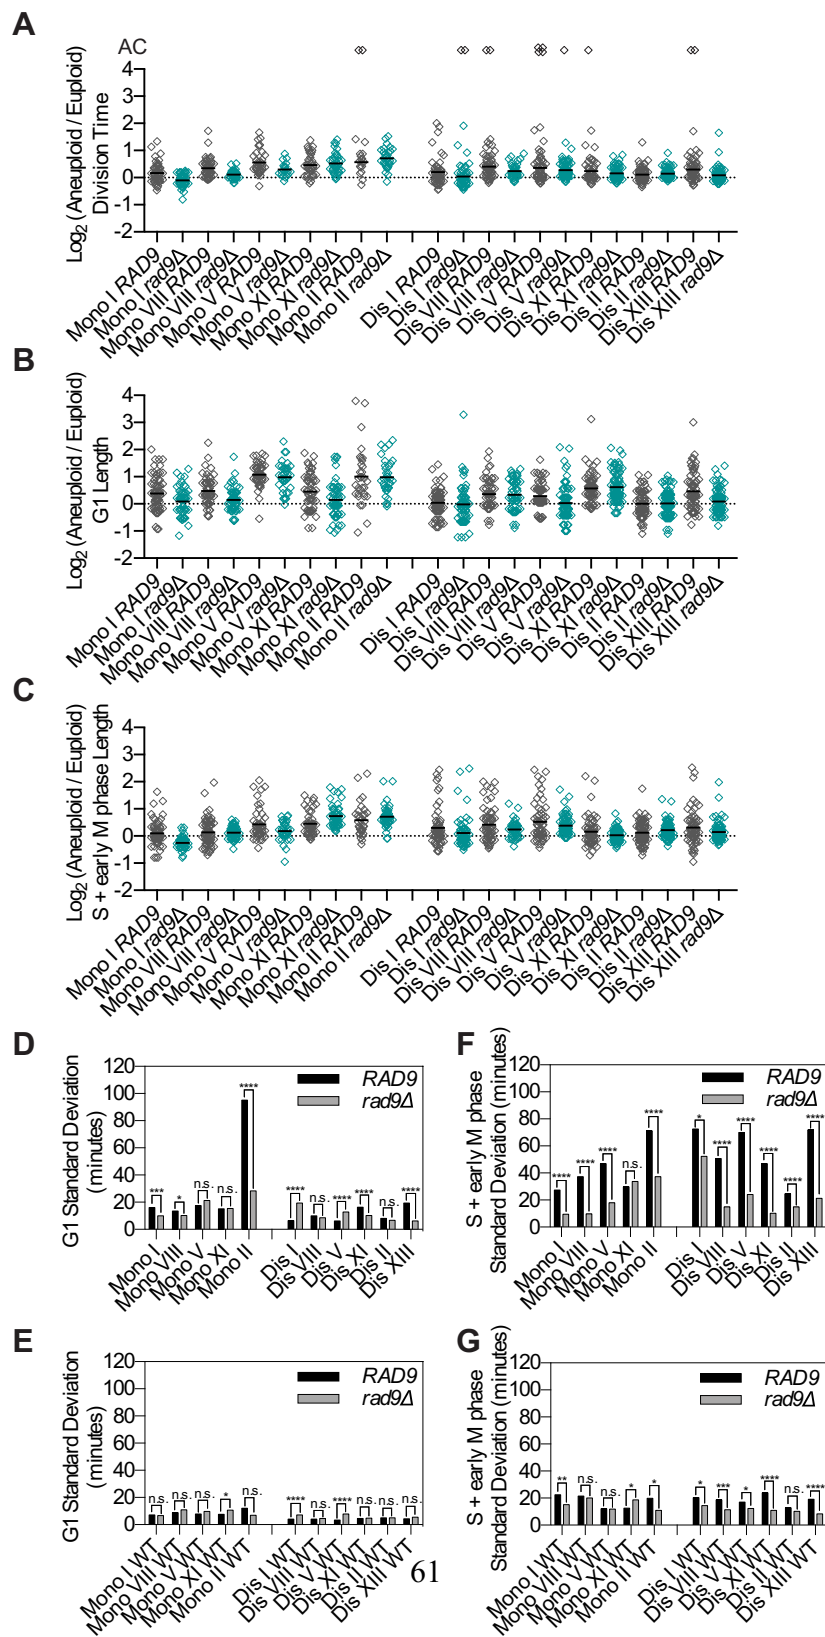 A
AC
4
3
2
1
0
-1
-2
Log2 (Aneuploid / Euploid)
Division Time
Mono I RAD9
Mono I rad9Δ
Mono VIII RAD9
Mono VIII rad9Δ
Mono V RAD9
Mono V rad9Δ
Mono XI RAD9
Mono XI rad9Δ
Mono II RAD9
Mono II rad9Δ
Dis I RAD9
Dis I rad9Δ
Dis VIII RAD9
Dis VIII rad9Δ
Dis V RAD9
Dis V rad9Δ
Dis XI RAD9
Dis XI rad9Δ
Dis II RAD9
Dis II rad9Δ
Dis XIII RAD9
Dis XIII rad9Δ
B
4
3
2
1
0
-1
-2
Log2 (Aneuploid / Euploid)
G1 Length
Mono I RAD9
Mono I rad9Δ
Mono VIII RAD9
Mono VIII rad9Δ
Mono V RAD9
Mono V rad9Δ
Mono XI RAD9
Mono XI rad9Δ
Mono II RAD9
Mono II rad9Δ
Dis I RAD9
Dis I rad9Δ
Dis VIII RAD9
Dis VIII rad9Δ
Dis V RAD9
Dis V rad9Δ
Dis XI RAD9
Dis XI rad9Δ
Dis II RAD9
Dis II rad9Δ
Dis XIII RAD9
Dis XIII rad9Δ
C
4
3
2
1
0
-1
-2
Log2 (Aneuploid / Euploid)
S + early M phase Length
Mono I RAD9
Mono I rad9Δ
Mono VIII RAD9
Mono VIII rad9Δ
Mono V RAD9
Mono V rad9Δ
Mono XI RAD9
Mono XI rad9Δ
Mono II RAD9
Mono II rad9Δ
Dis I RAD9
Dis I rad9Δ
Dis VIII RAD9
Dis VIII rad9Δ
Dis V RAD9
Dis V rad9Δ
Dis XI RAD9
Dis XI rad9Δ
Dis II RAD9
Dis II rad9Δ
Dis XIII RAD9
Dis XIII rad9Δ
D
120
100
80
60
40
20
0
G1 Standard Deviation
(minutes)
RAD9
rad9Δ
*** * n.s. n.s. **** **** n.s. **** **** n.s. ****
Mono I
Mono VIII
Mono V
Mono XI
Mono II
Dis I
Dis VIII
Dis V
Dis XI
Dis II
Dis XIII
F
120
100
80
60
40
20
0
S + early M phase
Standard Deviation (minutes)
RAD9
rad9Δ
**** **** **** n.s. **** * **** **** **** **** ****
Mono I
Mono VIII
Mono V
Mono XI
Mono II
Dis I
Dis VIII
Dis V
Dis XI
Dis II
Dis XIII
E
120
100
80
60
40
20
0
G1 Standard Deviation
(minutes)
RAD9
rad9Δ
n.s. n.s. n.s. * n.s. **** n.s. **** n.s. n.s. n.s.
Mono I WT
Mono VIII WT
Mono V WT
Mono XI WT
Mono II WT
Dis I WT
Dis VIII WT
Dis V WT
Dis XI WT
Dis II WT
Dis XIII WT
G
120
100
80
60
40
20
0
S + early M phase
Standard Deviation (minutes)
RAD9
rad9Δ
** n.s. n.s. * * * *** * **** n.s. ****
Mono I WT
Mono VIII WT
Mono V WT
Mono XI WT
Mono II WT
Dis I WT
Dis VIII WT
Dis V WT
Dis XI WT
Dis II WT
Dis XIII WT
61